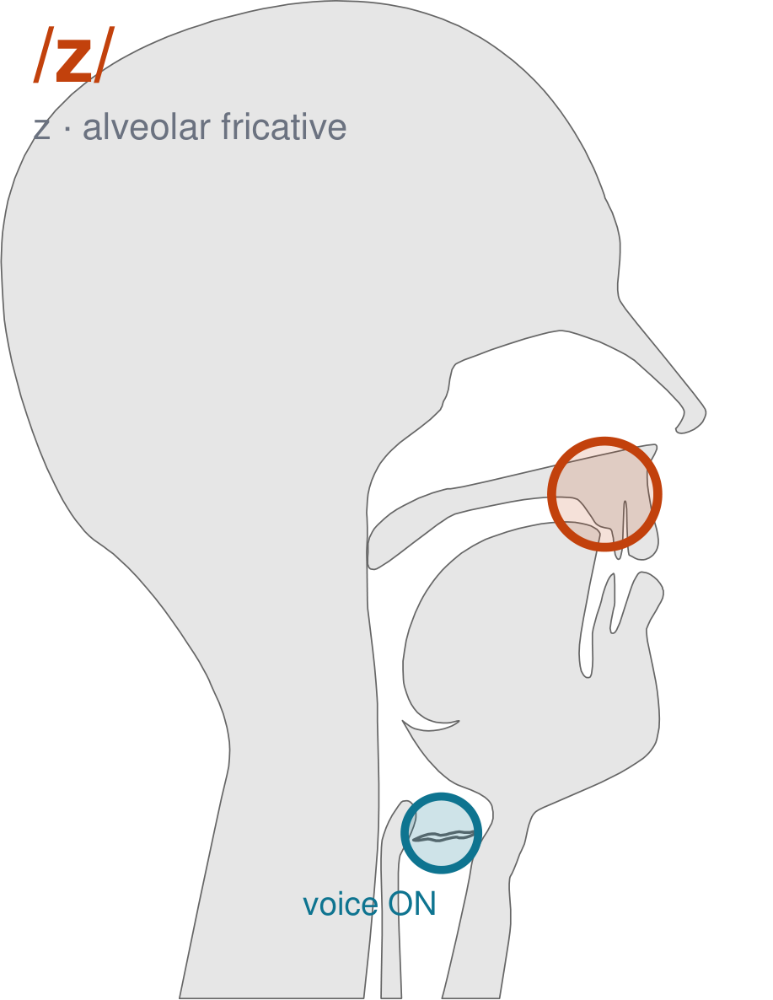 /z/
z · alveolar fricative
voice ON